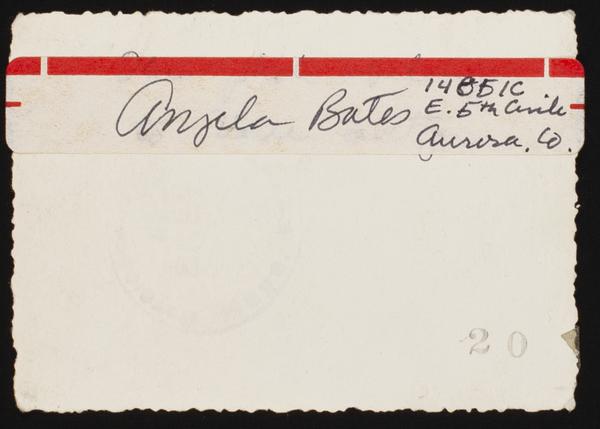 Angela Bates
14851C
E. 5th Circle
Aurora, Co.
20